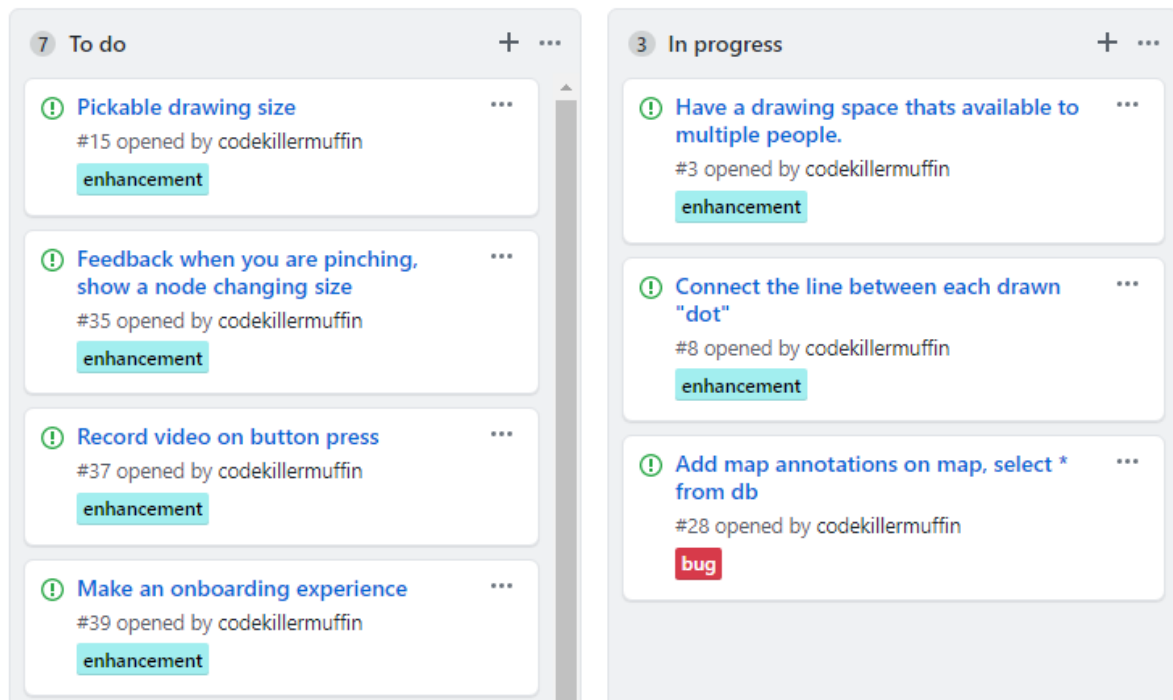 7 To do
Pickable drawing size
#15 opened by codekillermuffin
enhancement
Feedback when you are pinching,
show a node changing size
#35 opened by codekillermuffin
enhancement
Record video on button press
#37 opened by codekillermuffin
enhancement
Make an onboarding experience
#39 opened by codekillermuffin
enhancement
3 In progress
Have a drawing space thats available to
multiple people.
#3 opened by codekillermuffin
enhancement
Connect the line between each drawn
"dot"
#8 opened by codekillermuffin
enhancement
Add map annotations on map, select *
from db
#28 opened by codekillermuffin
bug